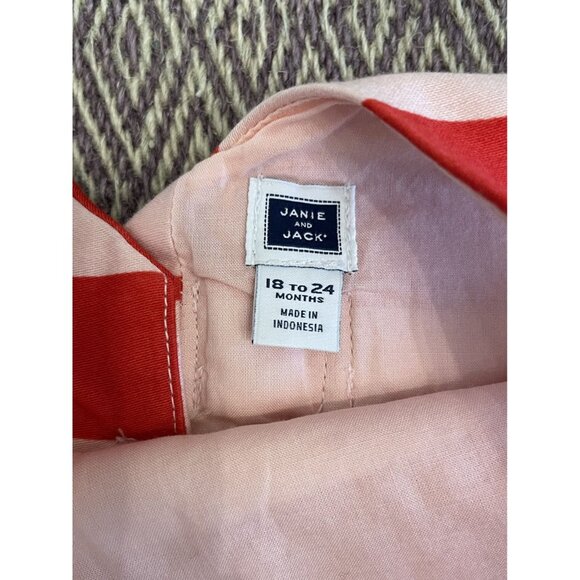 JANIE
AND
JACK
18 TO 24
MONTHS
MADE IN
INDONESIA